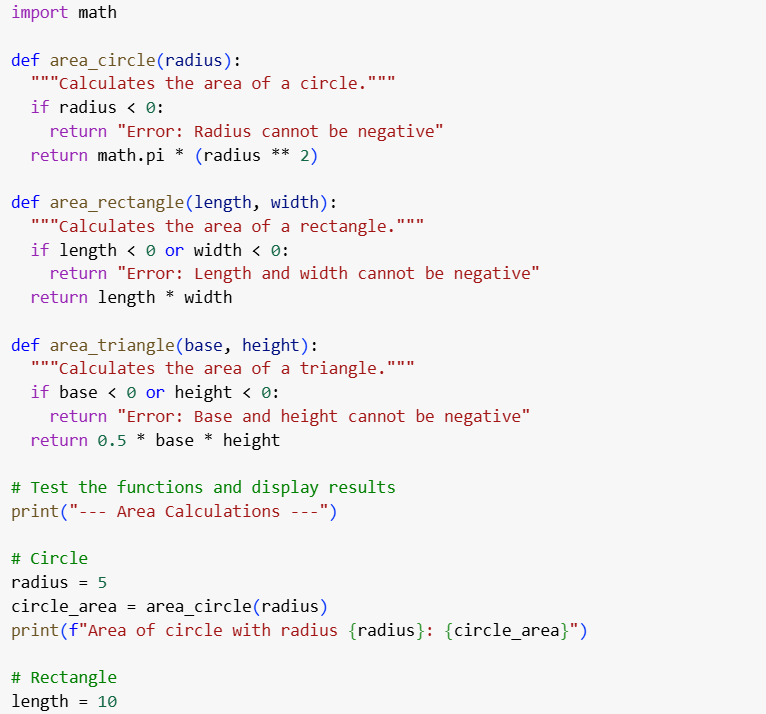 import math

def area_circle(radius):
  """Calculates the area of a circle."""
  if radius < 0:
    return "Error: Radius cannot be negative"
  return math.pi * (radius ** 2)

def area_rectangle(length, width):
  """Calculates the area of a rectangle."""
  if length < 0 or width < 0:
    return "Error: Length and width cannot be negative"
  return length * width

def area_triangle(base, height):
  """Calculates the area of a triangle."""
  if base < 0 or height < 0:
    return "Error: Base and height cannot be negative"
  return 0.5 * base * height

# Test the functions and display results
print("--- Area Calculations ---")

# Circle
radius = 5
circle_area = area_circle(radius)
print(f"Area of circle with radius {radius}: {circle_area}")

# Rectangle
length = 10